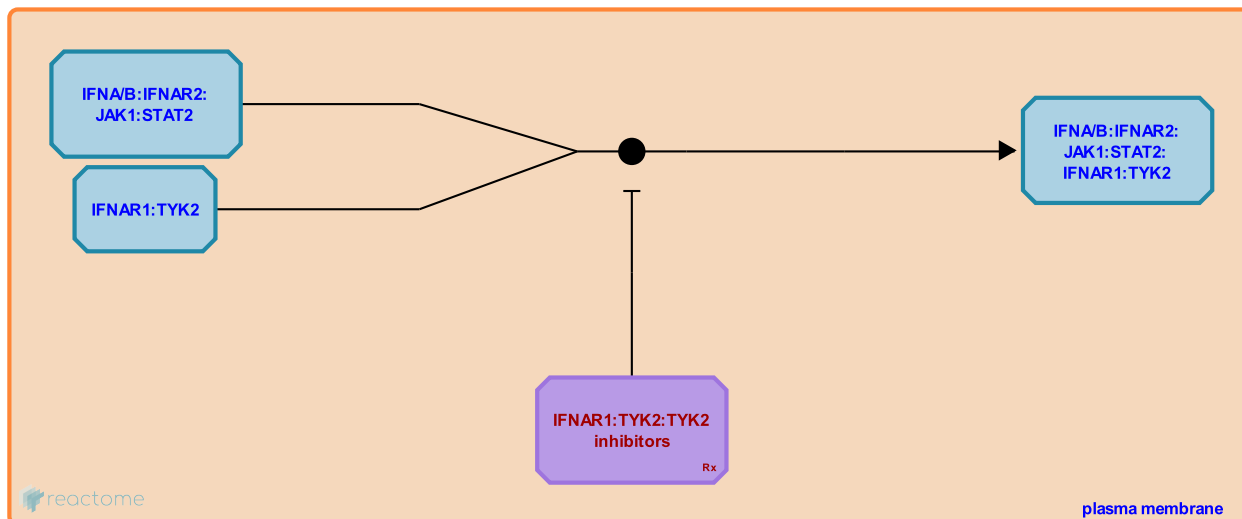 IFNA/B:IFNAR2:
JAK1:STAT2
IFNAR1:TYK2
IFNA/B:IFNAR2:
JAK1:STAT2:
IFNAR1:TYK2
IFNAR1:TYK2:TYK2
inhibitors
Rx
reactome
plasma membrane